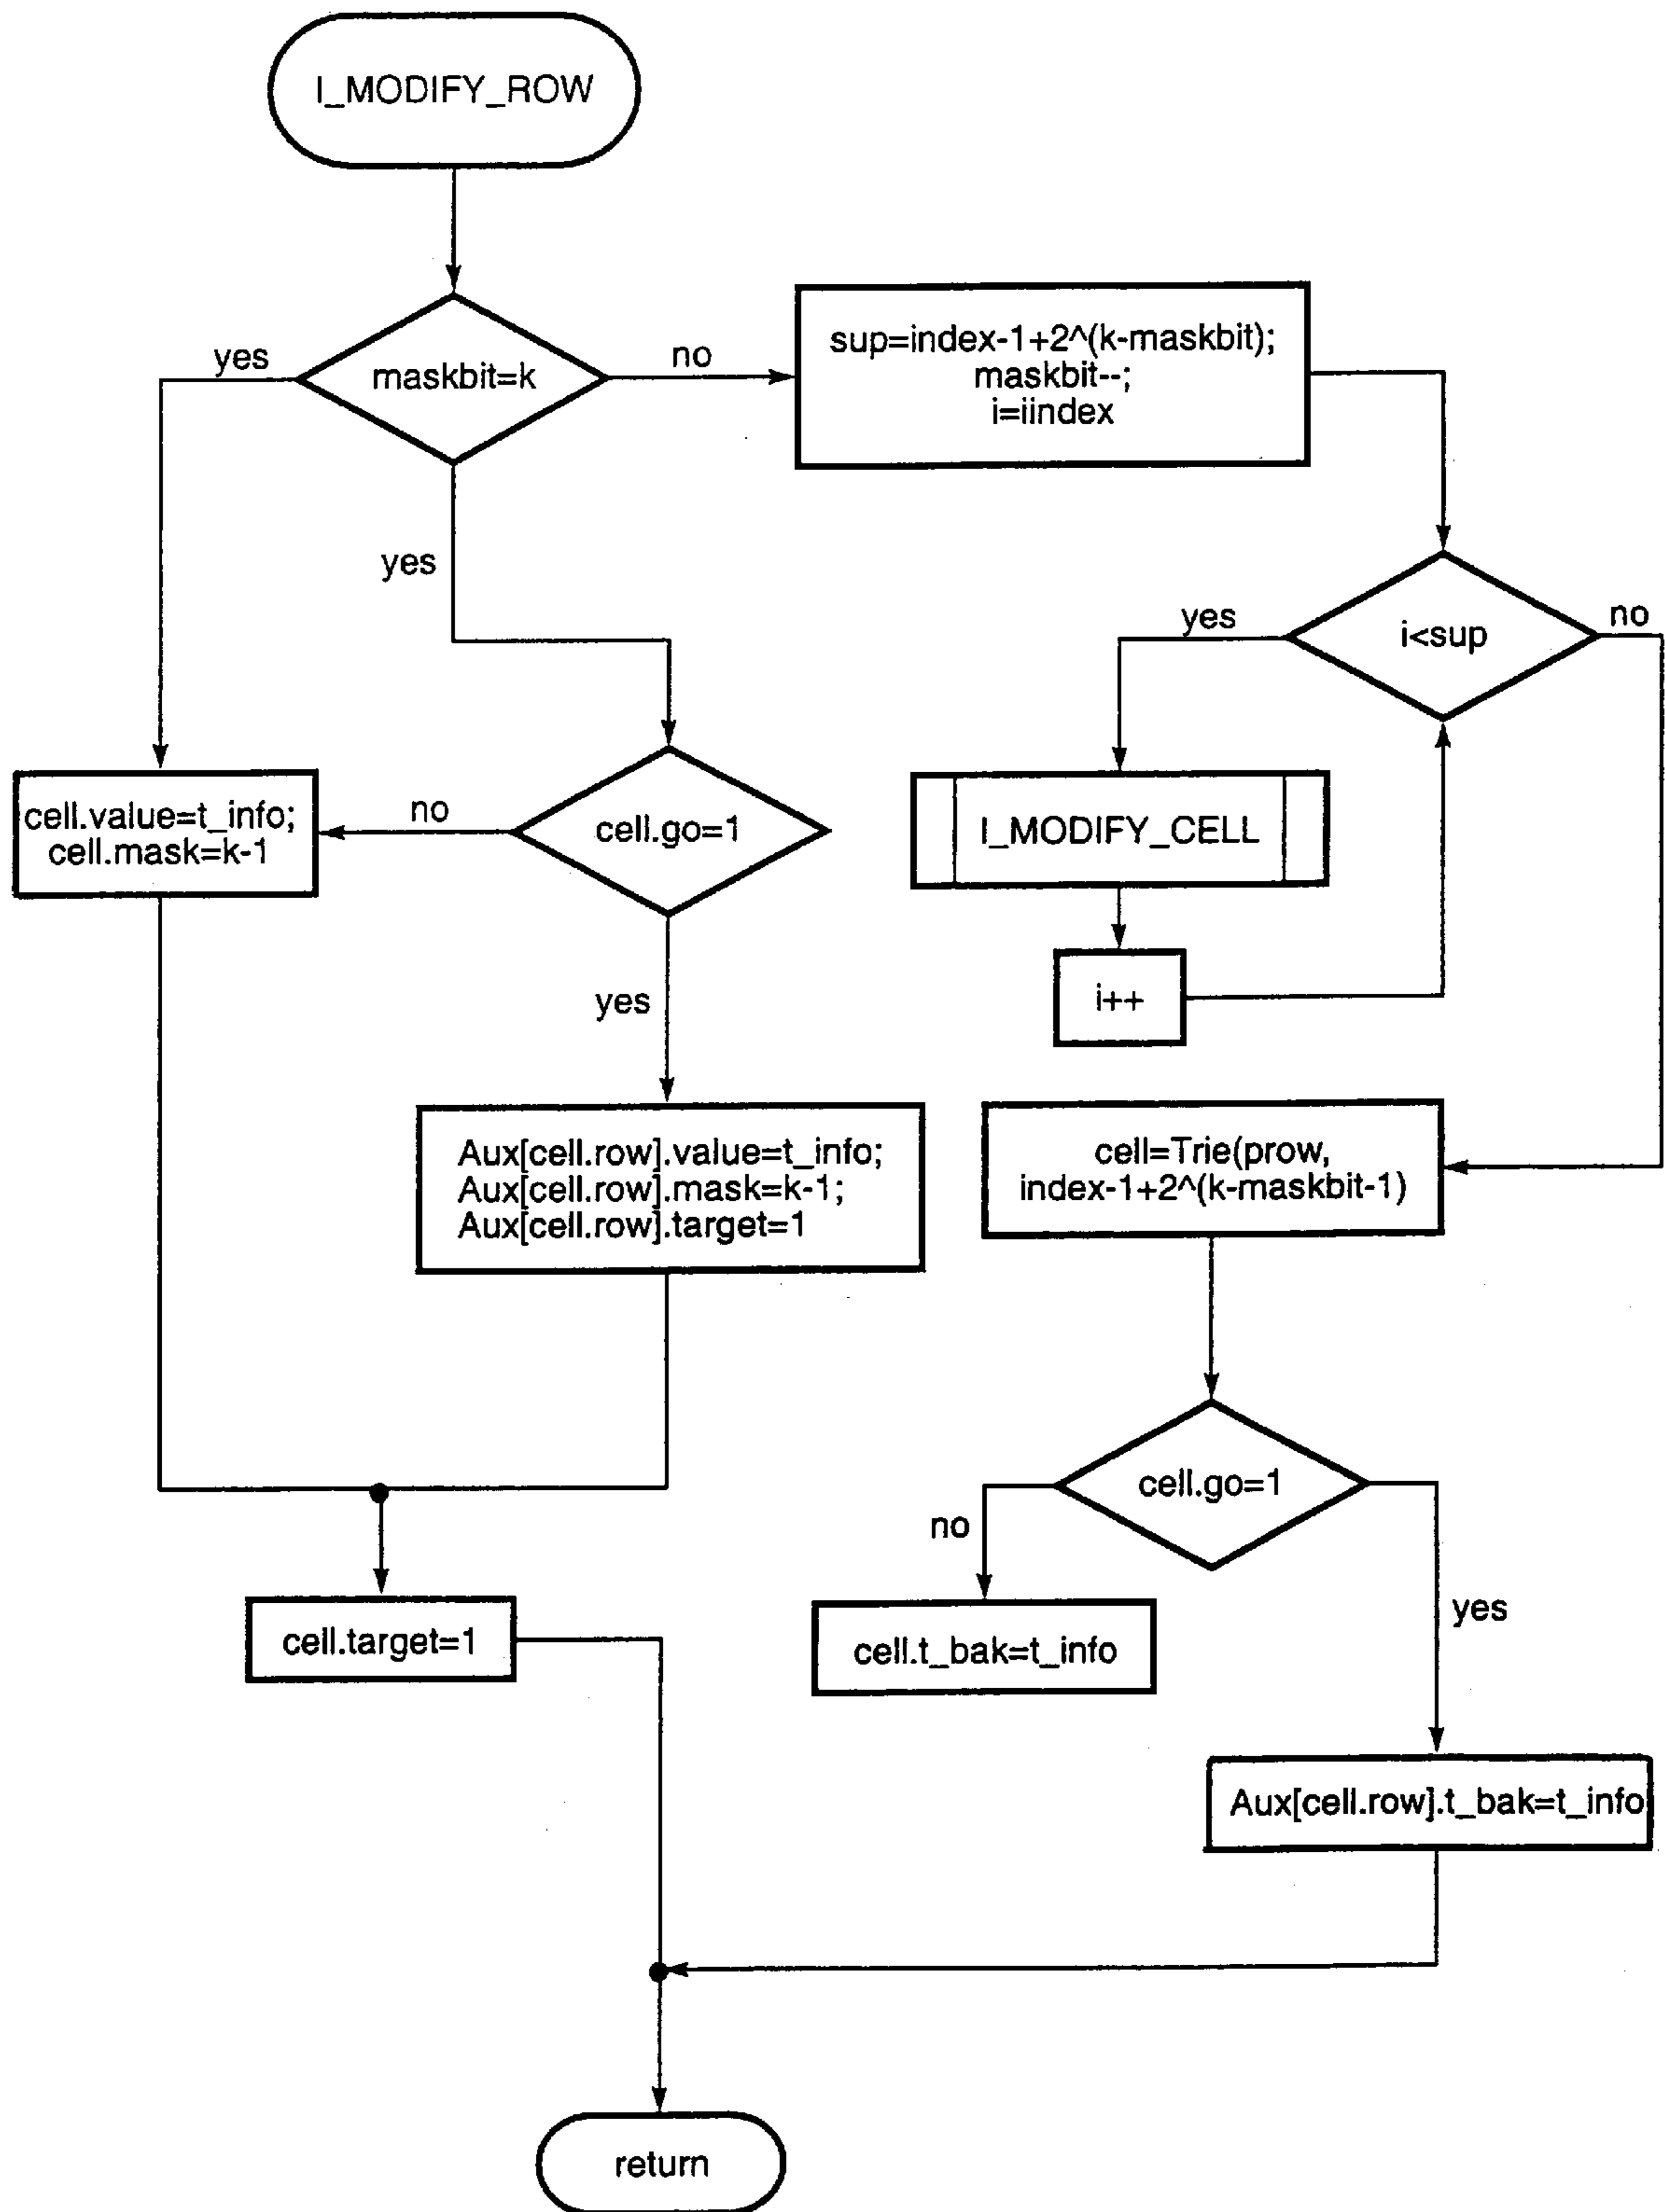 I_MODIFY_ROW
sup=index-1+2^(k-maskbit);
maskbit--;
i=iindex
yes
maskbit=k
no
yes
yes
i<sup
no
cell.value=t_info;
cell.mask=k-1
no
cell.go=1
I_MODIFY_CELL
i++
yes
Aux[cell.row].value=t_info;
Aux[cell.row].mask=k-1;
Aux[cell.row].target=1
cell=Trie(prow,
index-1+2^(k-maskbit-1)
cell.go=1
no
yes
cell.target=1
cell.t_bak=t_info
Aux[cell.row].t_bak=t_info
return